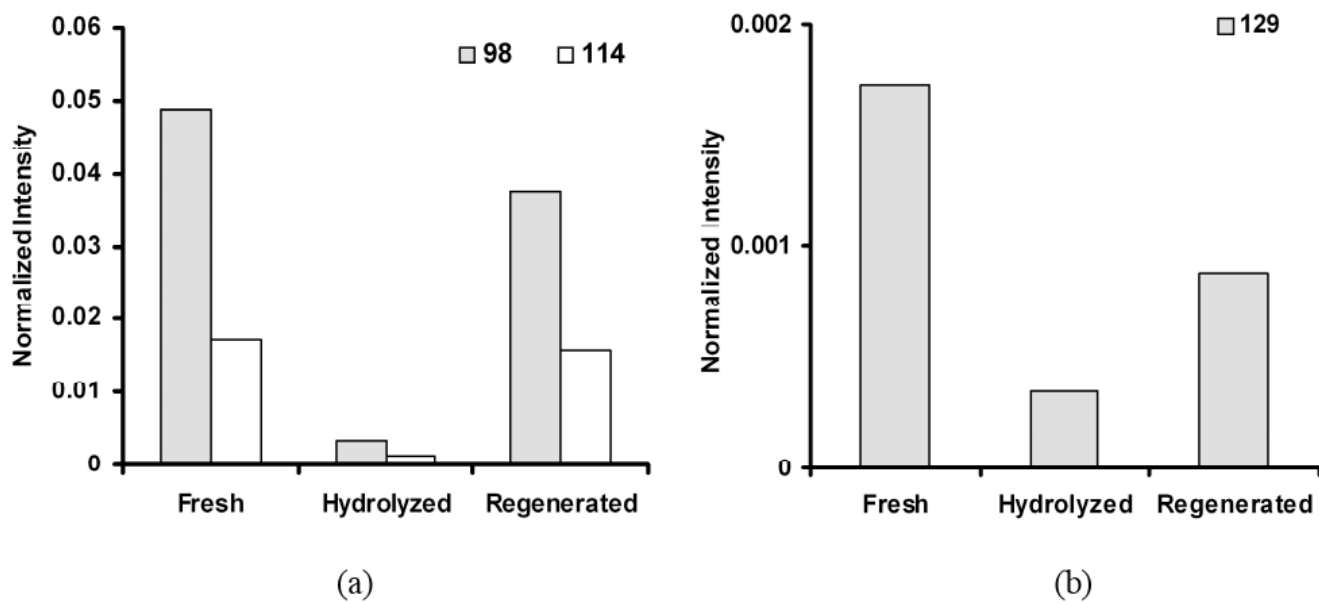 0.06
98 114
0.05
0.04
0.03
0.02
0.01
0
Normalized Intensity
Fresh Hydrolyzed Regenerated
(a)
0.002
129
0.001
0
Normalized Intensity
Fresh Hydrolyzed Regenerated
(b)